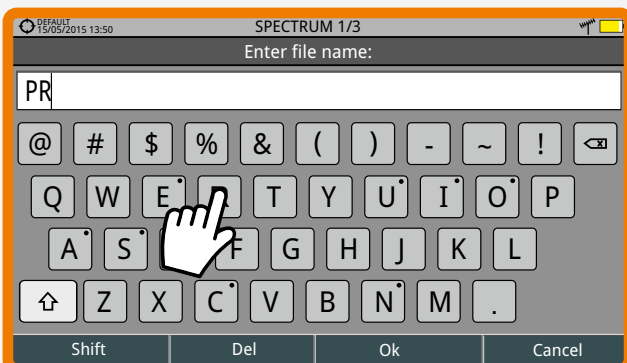 DEFAULT
15/05/2015 13:50
SPECTRUM 1/3
Enter file name:
PR
@ # $ % & ( ) - ~ !
Q W E T Y U I O P
A S F G H J K L
Z X C V B N M .
Shift Del Ok Cancel